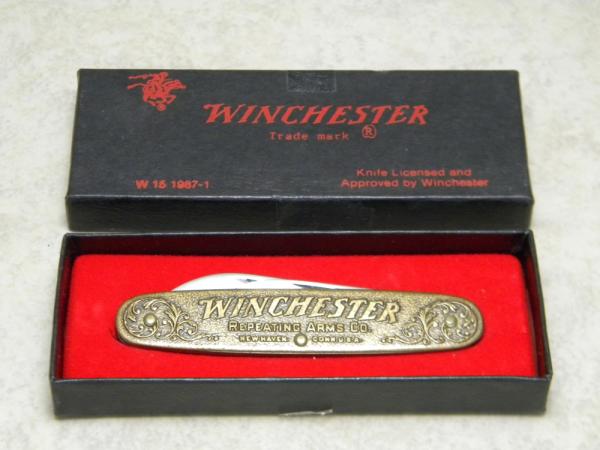 WINCHESTER
Trade mark ®
W 15 1987-1
Knife Licensed and
Approved by Winchester
WINCHESTER
REPEATING ARMS CO.
NEW HAVEN CONN U.S.A.